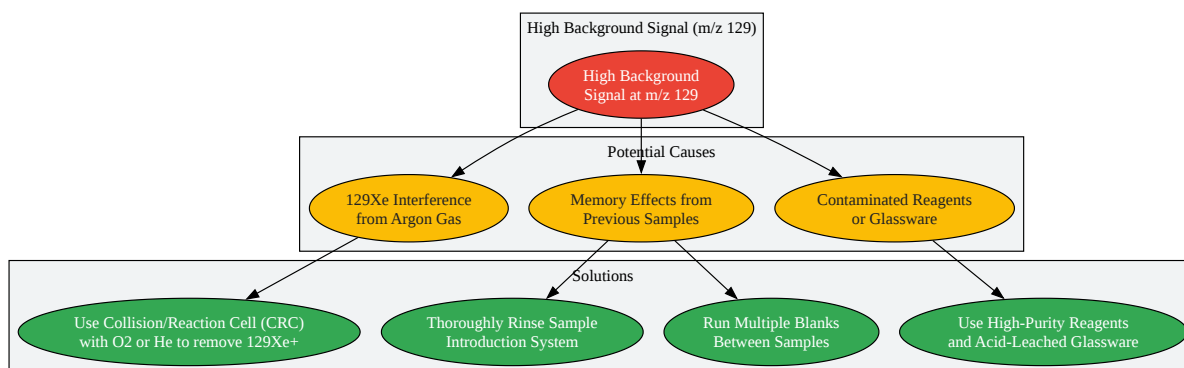 High Background Signal (m/z 129)
High Background
Signal at m/z 129
Potential Causes
129Xe Interference
from Argon Gas
Memory Effects from
Previous Samples
Contaminated Reagents
or Glassware
Solutions
Use Collision/Reaction Cell (CRC)
with O2 or He to remove 129Xe+
Thoroughly Rinse Sample
Introduction System
Run Multiple Blanks
Between Samples
Use High-Purity Reagents
and Acid-Leached Glassware